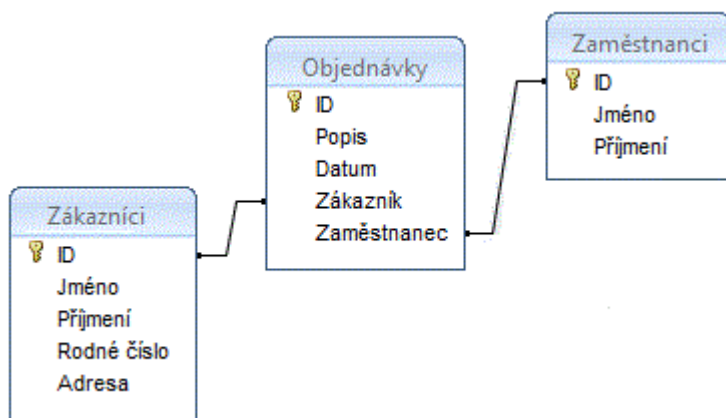 Zákazníci
ID
Jméno
Příjmení
Rodné číslo
Adresa
Objednávky
ID
Popis
Datum
Zákazník
Zaměstnanec
Zaměstnanci
ID
Jméno
Příjmení